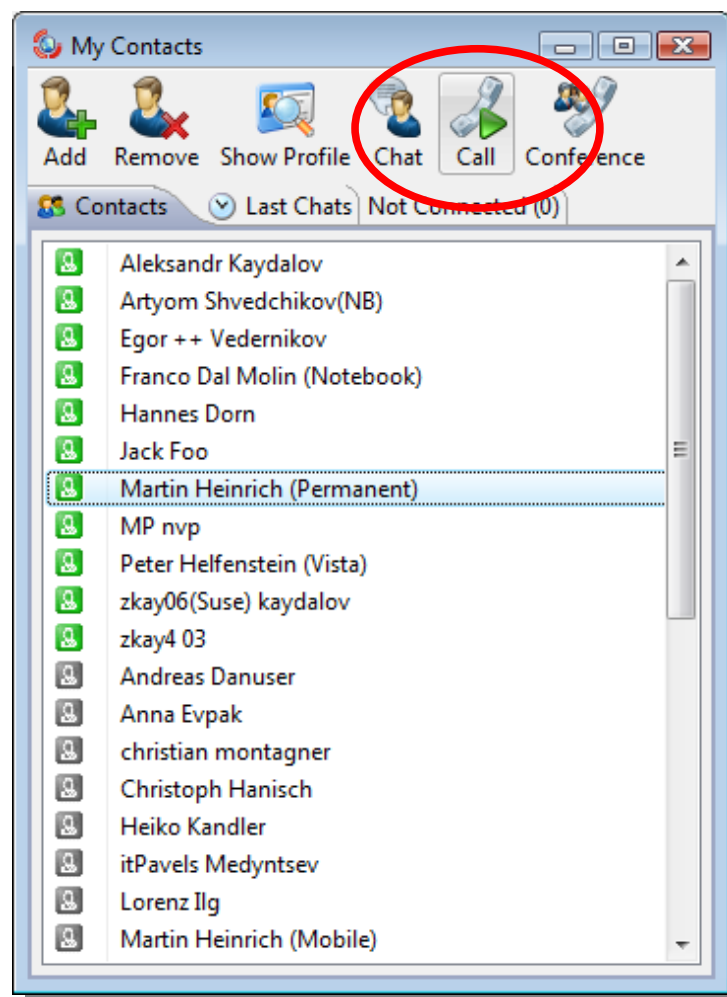 My Contacts
Add Remove Show Profile Chat Call Conference
Contacts Last Chats Not Connected (0)
Aleksandr Kaydalov
Artyom Shvedchikov(NB)
Egor ++ Vedernikov
Franco Dal Molin (Notebook)
Hannes Dorn
Jack Foo
Martin Heinrich (Permanent)
MP nvp
Peter Helfenstein (Vista)
zkay06(Suse) kaydalov
zkay4 03
Andreas Danuser
Anna Evpak
christian montagner
Christoph Hanisch
Heiko Kandler
itPavels Medyntsev
Lorenz Ilg
Martin Heinrich (Mobile)